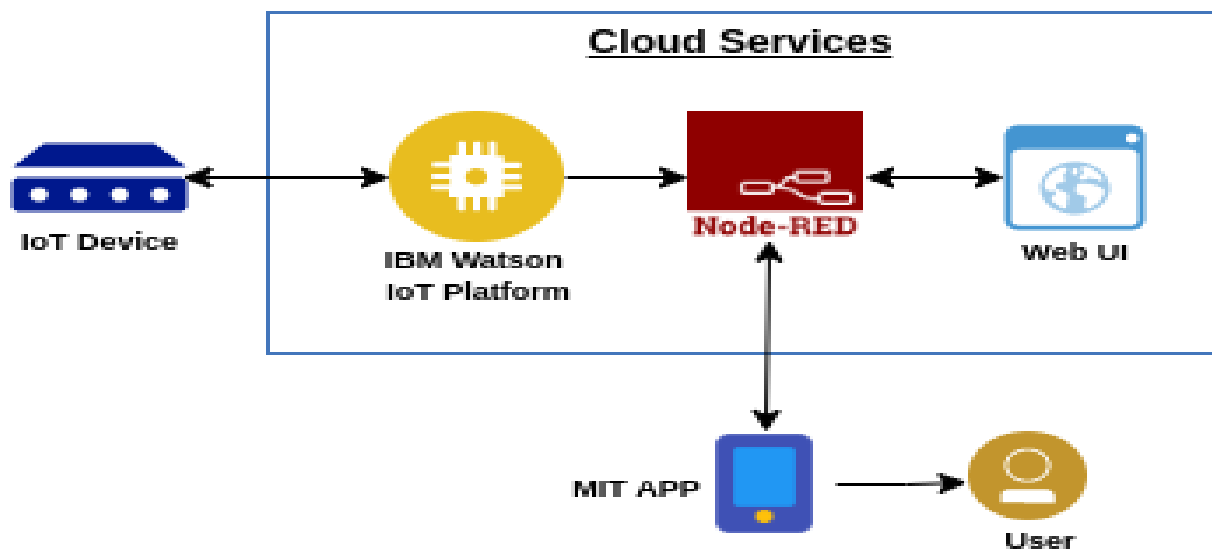 Cloud Services
IoT Device
IBM Watson
IoT Platform
Node-RED
Web UI
MIT APP
User